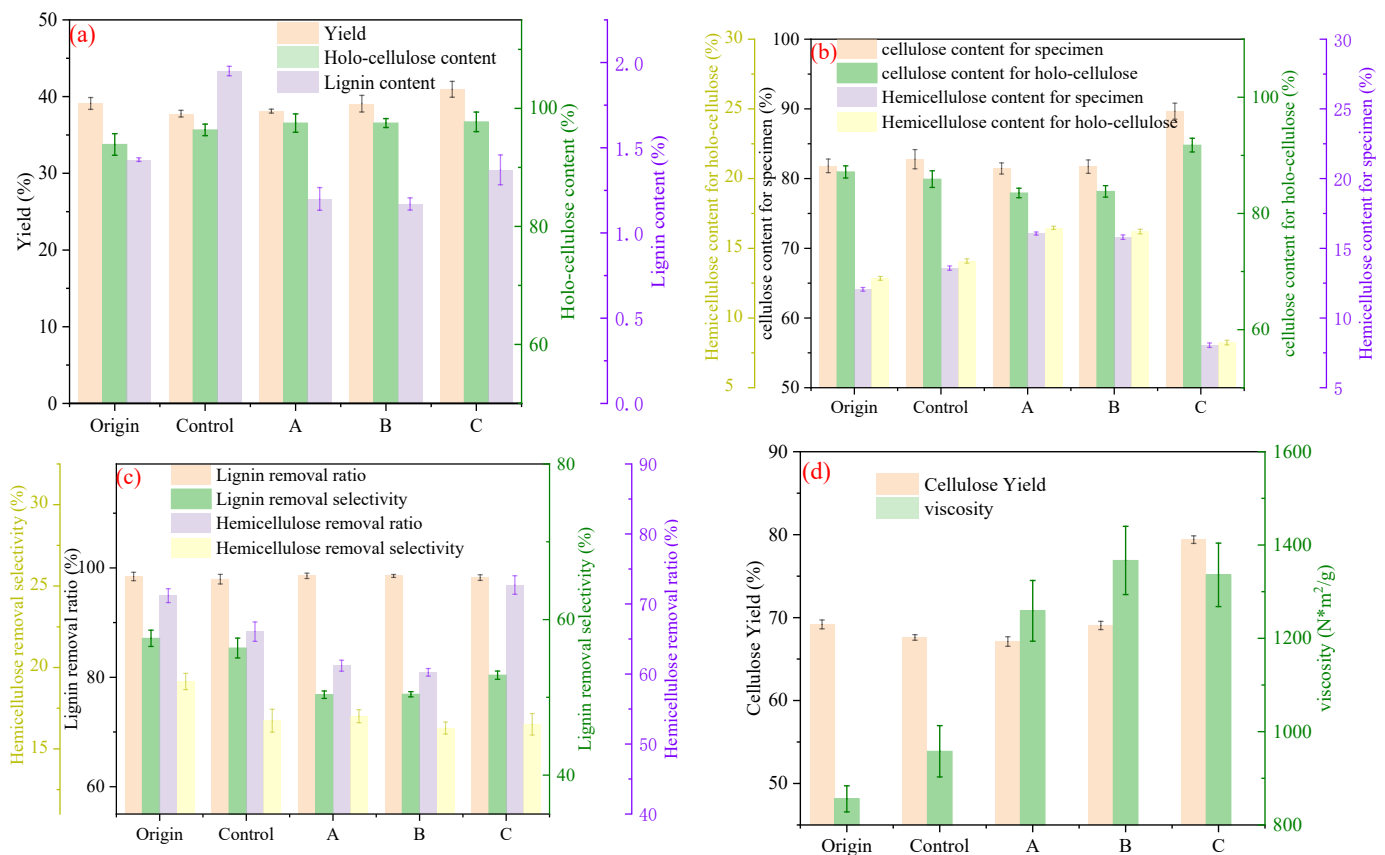 (a)
Yield
Holo-cellulose content
Lignin content
50
40
30
20
10
0
Yield (%)
Origin
Control
A
B
C
100
80
60
Holo-cellulose content (%)
2.0
1.5
1.0
0.5
0.0
Lignin content (%)
(b)
cellulose content for specimen
cellulose content for holo-cellulose
Hemicellulose content for specimen
Hemicellulose content for holo-cellulose
30
25
20
15
10
5
Hemicellulose content for holo-cellulose (%)
100
90
80
70
60
50
cellulose content for specimen (%)
Origin
Control
A
B
C
100
80
60
cellulose content for holo-cellulose (%)
30
25
20
15
10
5
Hemicellulose content for specimen (%)
(c)
Lignin removal ratio
Lignin removal selectivity
Hemicellulose removal ratio
Hemicellulose removal selectivity
30
25
20
15
Hemicellulose removal selectivity (%)
100
80
60
Lignin removal ratio (%)
Origin
Control
A
B
C
80
60
40
Lignin removal selectivity (%)
90
80
70
60
50
40
Hemicellulose removal ratio (%)
(d)
Cellulose Yield
viscosity
90
80
70
60
50
Cellulose Yield (%)
Origin
Control
A
B
C
1600
1400
1200
1000
800
viscosity (N*m²/g)